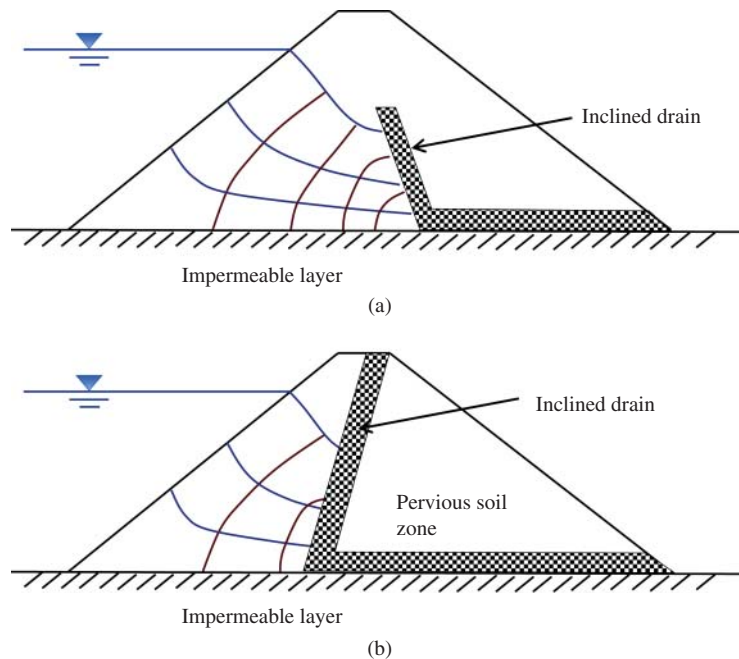 Inclined drain
Impermeable layer
(a)
Inclined drain
Pervious soil
zone
Impermeable layer
(b)